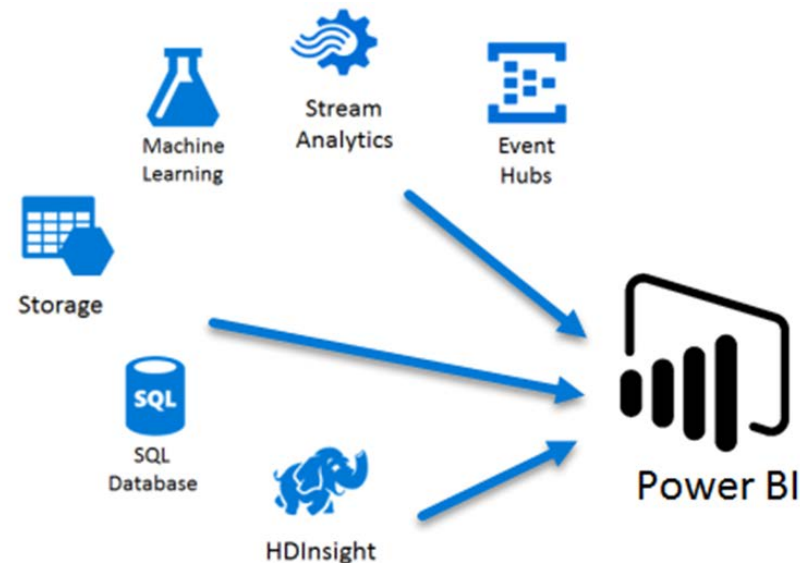 Stream
Analytics
Machine
Learning
Event
Hubs
Storage
SQL
SQL
Database
Power BI
HDInsight